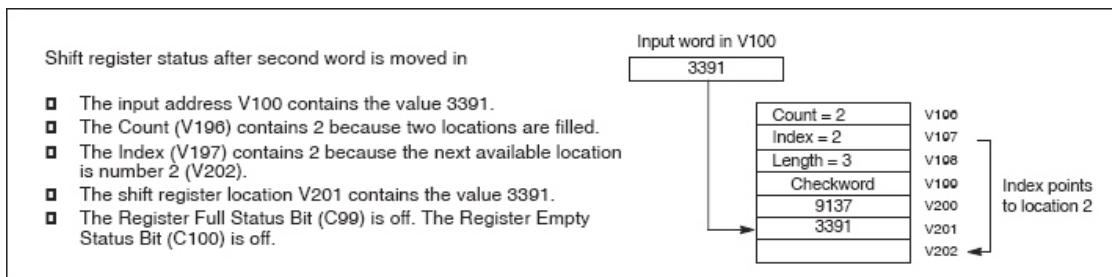 Shift register status after second word is moved in
The input address V100 contains the value 3391.
The Count (V196) contains 2 because two locations are filled.
The Index (V197) contains 2 because the next available location
is number 2 (V202).
The shift register location V201 contains the value 3391.
The Register Full Status Bit (C99) is off. The Register Empty
Status Bit (C100) is off.
Input word in V100
3391
Count = 2 V196
Index = 2 V197
Length = 3 V198
Checkword V199
9137 V200
3391 V201
V202
Index points
to location 2